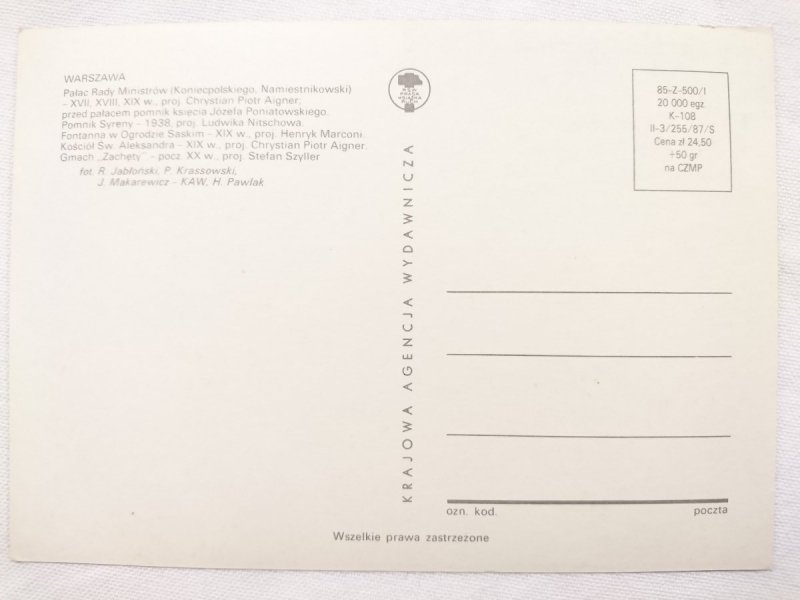 WARSZAWA
Pałac Rady Ministrów (Koniecpolskiego, Namiestnikowski)
- XVII, XVIII, XIX w., proj. Chrystian Piotr Aigner;
przed pałacem pomnik księcia Józefa Poniatowskiego.
Pomnik Syreny - 1938, proj. Ludwika Nitschowa.
Fontanna w Ogrodzie Saskim - XIX w., proj. Henryk Marconi.
Kościół Św. Aleksandra - XIX w., proj. Chrystian Piotr Aigner.
Gmach „Zachęty" - pocz. XX w., proj. Stefan Szyller
fot. R. Jabłoński, P. Krassowski,
J. Makarewicz - KAW, H. Pawlak
RSW PRASA
KSIĄŻKA
RUCH
KRAJOWA AGENCJA WYDAWNICZA
85-Z-500/I
20 000 egz.
K-108
II-3/255/87/S
Cena zł 24,50
+50 gr
na CZMP
ozn. kod.
poczta
Wszelkie prawa zastrzeżone